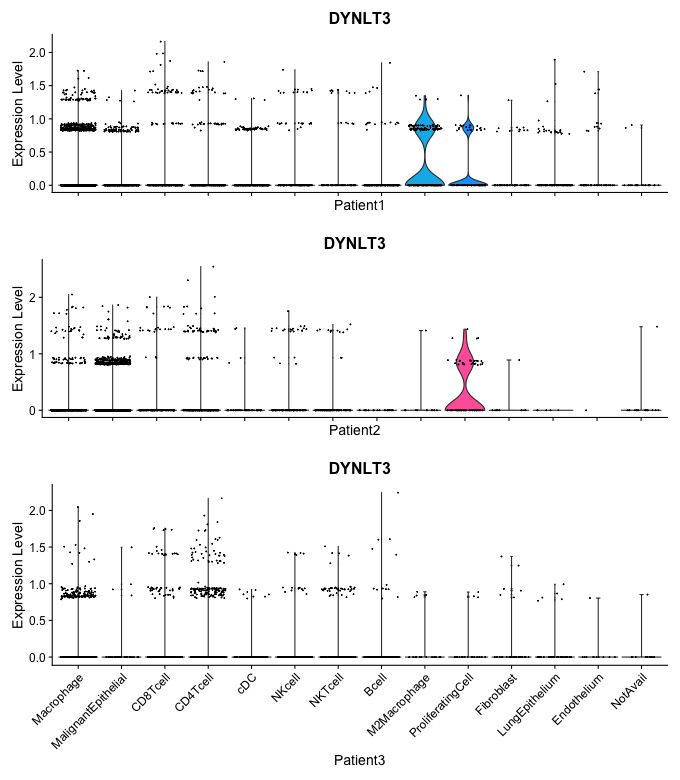 DYNLT3
Expression Level
2.0
1.5
1.0
0.5
0.0
Patient1
DYNLT3
Expression Level
2
1
0
Patient2
DYNLT3
Expression Level
2.0
1.5
1.0
0.5
0.0
Macrophage
MalignantEpithelial
CD8Tcell
CD4Tcell
cDC
NKcell
NKTcell
Bcell
M2Macrophage
ProliferatingCell
Fibroblast
LungEpithelium
Endothelium
NotAvail
Patient3